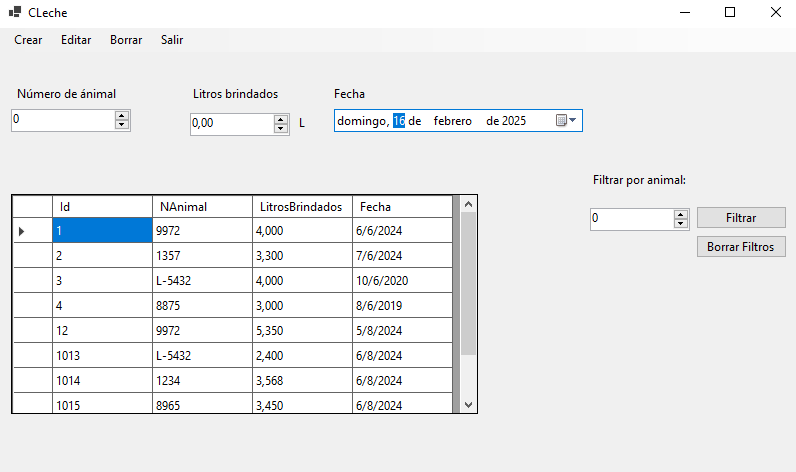 CLeche
Crear Editar Borrar Salir
Número de ánimal Litros brindados Fecha
0 0,00 L domingo, 16 de febrero de 2025
Filtrar por animal:
0 Filtrar
Borrar Filtros
Id NAnimal LitrosBrindados Fecha
1 9972 4,000 6/6/2024
2 1357 3,300 7/6/2024
3 L-5432 4,000 10/6/2020
4 8875 3,000 8/6/2019
12 9972 5,350 5/8/2024
1013 L-5432 2,400 6/8/2024
1014 1234 3,568 6/8/2024
1015 8965 3,450 6/8/2024